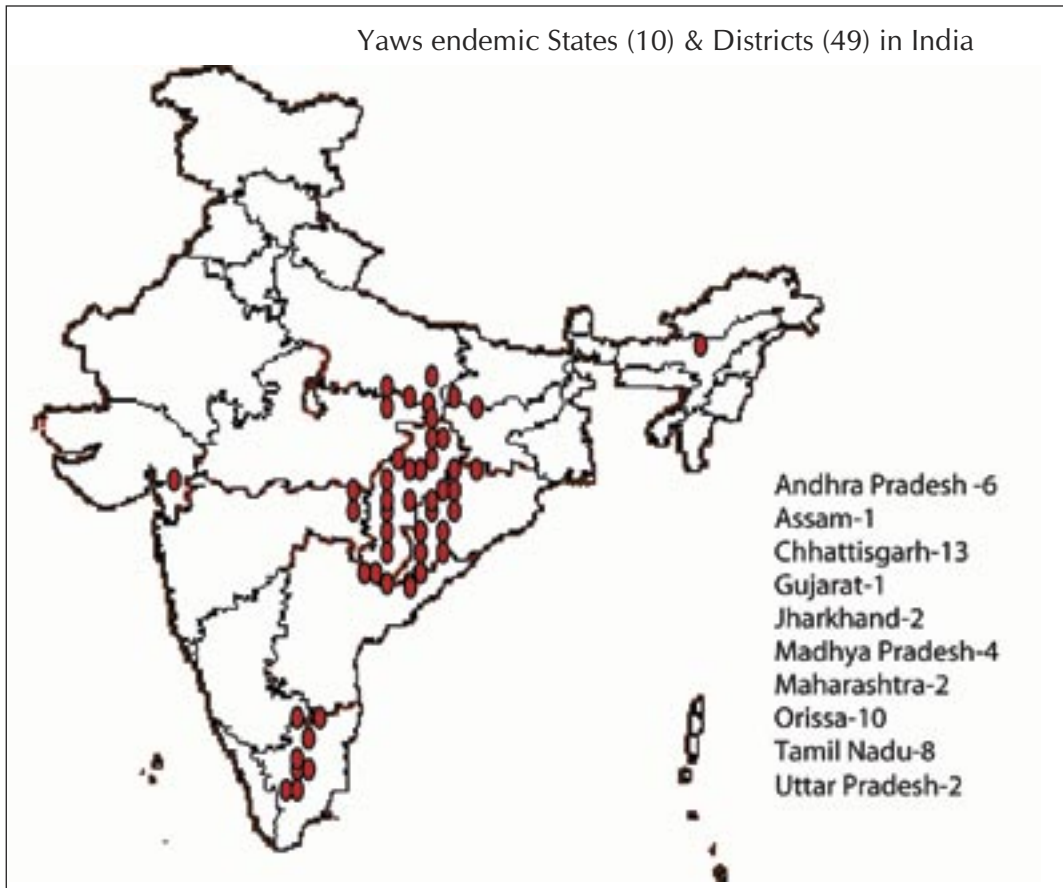 Yaws endemic States (10) & Districts (49) in India
Andhra Pradesh -6
Assam-1
Chhattisgarh-13
Gujarat-1
Jharkhand-2
Madhya Pradesh-4
Maharashtra-2
Orissa-10
Tamil Nadu-8
Uttar Pradesh-2